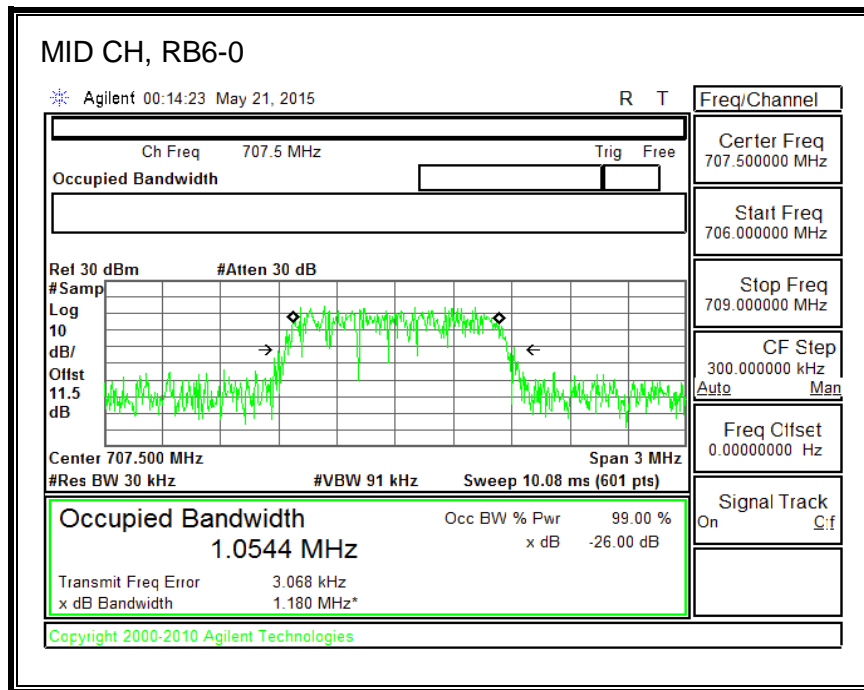 MID CH, RB6-0
Agilent 00:14:23 May 21, 2015 R T
Freq/Channel
Ch Freq 707.5 MHz Trig Free
Occupied Bandwidth
Center Freq
707.500000 MHz
Start Freq
706.000000 MHz
Stop Freq
709.000000 MHz
CF Step
300.000000 kHz
Auto Man
Freq Offset
0.00000000 Hz
Signal Track
On Off
Ref 30 dBm #Atten 30 dB
#Samp
Log
10
dB/
Offst
11.5
dB
Center 707.500 MHz Span 3 MHz
#Res BW 30 kHz #VBW 91 kHz Sweep 10.08 ms (601 pts)
Occupied Bandwidth
1.0544 MHz
Occ BW % Pwr 99.00 %
x dB -26.00 dB
Transmit Freq Error 3.068 kHz
x dB Bandwidth 1.180 MHz*
Copyright 2000-2010 Agilent Technologies